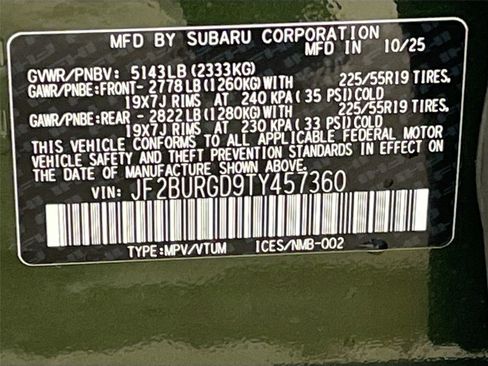 MFD BY SUBARU CORPORATION
MFD IN 10/25
GVWR/PNBV: 5143LB (2333KG)
GAWR/PNBE:FRONT- 2778LB (1260KG) WITH 225/55R19 TIRES,
19X7J RIMS AT 240 KPA ( 35 PSI) COLD
GAWR/PNBE:REAR - 2822LB (1280KG) WITH 225/55R19 TIRES,
19X7J RIMS AT 230 KPA ( 33 PSI) COLD
THIS VEHICLE CONFORMS TO ALL APPLICABLE FEDERAL MOTOR
VEHICLE SAFETY AND THEFT PREVENTION STANDARDS IN EFFECT ON
THE DATE OF MANUFACTURE SHOWN ABOVE.
VIN: JF2BURGD9TY457360
TYPE:MPV/VTUM ICES/NMB-002